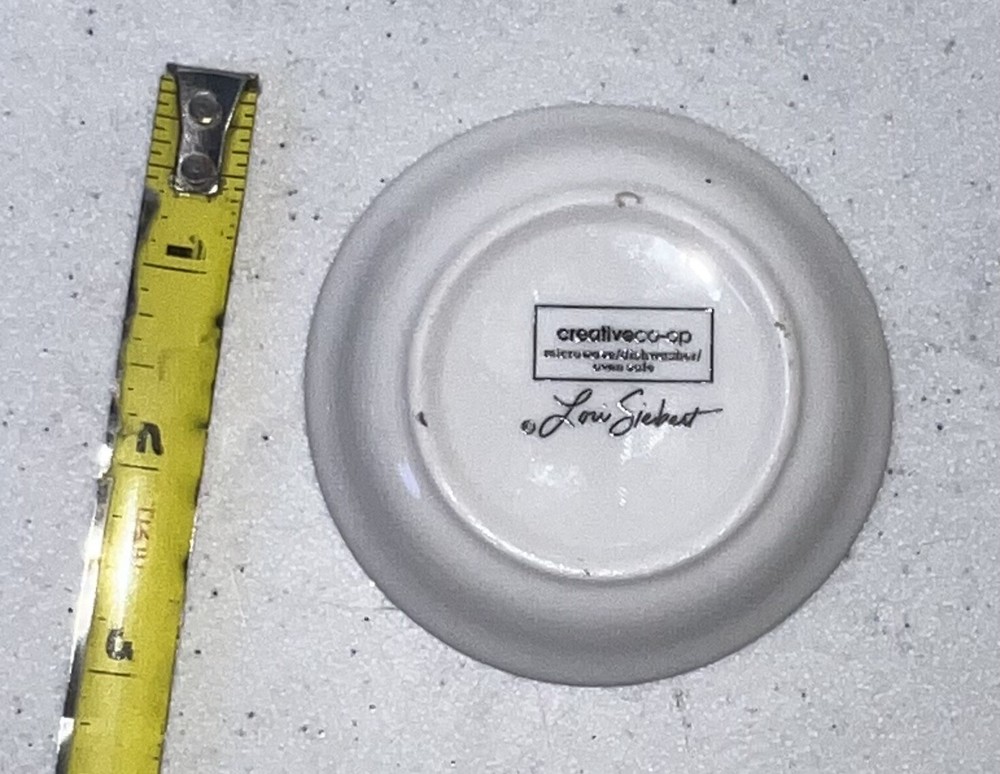 1
2
3
creativeco-op
microwave/dishwasher/
oven safe
© Lori Siebert